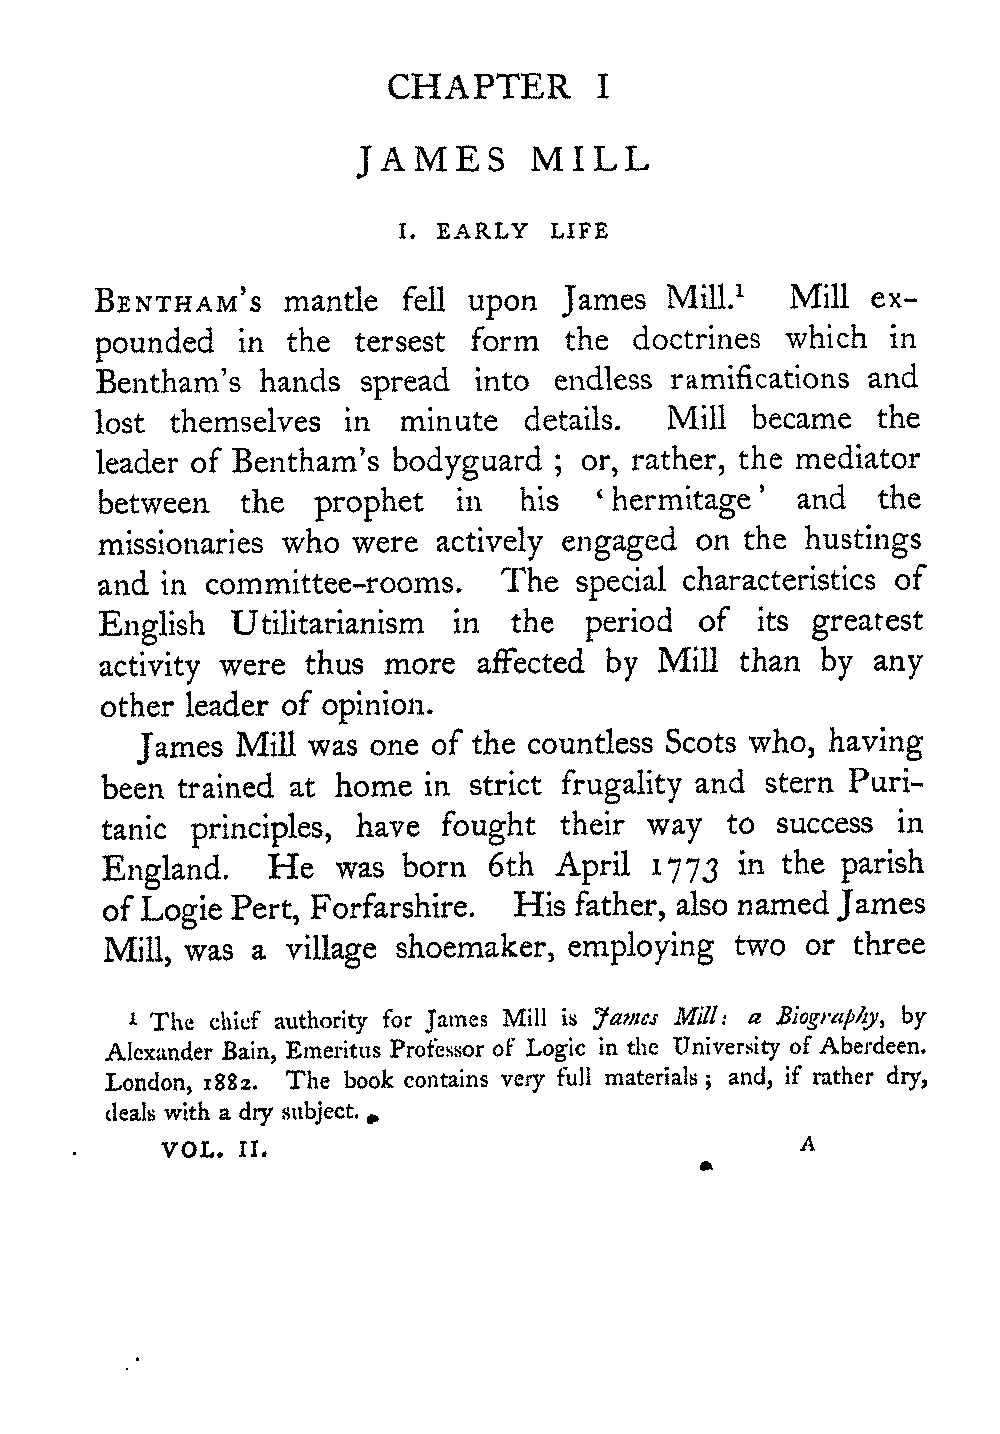 CHAPTER I
JAMES MILL
I. EARLY LIFE
BENTHAM'S mantle fell upon James Mill.¹ Mill ex-
pounded in the tersest form the doctrines which in
Bentham's hands spread into endless ramifications and
lost themselves in minute details. Mill became the
leader of Bentham's bodyguard ; or, rather, the mediator
between the prophet in his ‘ hermitage ’ and the
missionaries who were actively engaged on the hustings
and in committee-rooms. The special characteristics of
English Utilitarianism in the period of its greatest
activity were thus more affected by Mill than by any
other leader of opinion.
James Mill was one of the countless Scots who, having
been trained at home in strict frugality and stern Puri-
tanic principles, have fought their way to success in
England. He was born 6th April 1773 in the parish
of Logie Pert, Forfarshire. His father, also named James
Mill, was a village shoemaker, employing two or three
¹ The chief authority for James Mill is James Mill: a Biography, by
Alexander Bain, Emeritus Professor of Logic in the University of Aberdeen.
London, 1882. The book contains very full materials ; and, if rather dry,
deals with a dry subject.
VOL. II. A